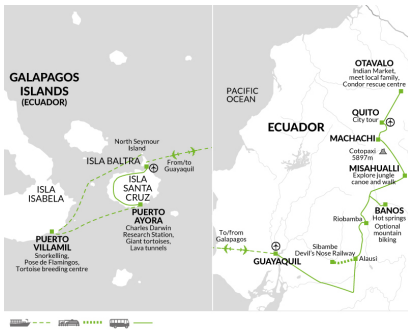 GALAPAGOS
ISLANDS
(ECUADOR)
North Seymour
Island
ISLA BALTRA
From/to
Guayaquil
ISLA
SANTA
CRUZ
ISLA
ISABELA
PUERTO
AYORA
Charles Darwin
Research Station,
Giant tortoises,
Lava tunnels
PUERTO
VILLAMIL
Snorkelling,
Pose de Flamingos,
Tortoise breeding centre
PACIFIC
OCEAN
ECUADOR
OTAVALO
Indian Market,
meet local family,
Condor rescue centre
QUITO
City tour
MACHACHI
Cotopaxi
5897m
MISAHUALLI
Explore jungle
canoe and walk
BANOS
Hot springs
Optional
mountain
biking
Riobamba
To/from
Galapagos
Sibambe
Devil's Nose Railway
Alausi
GUAYAQUIL